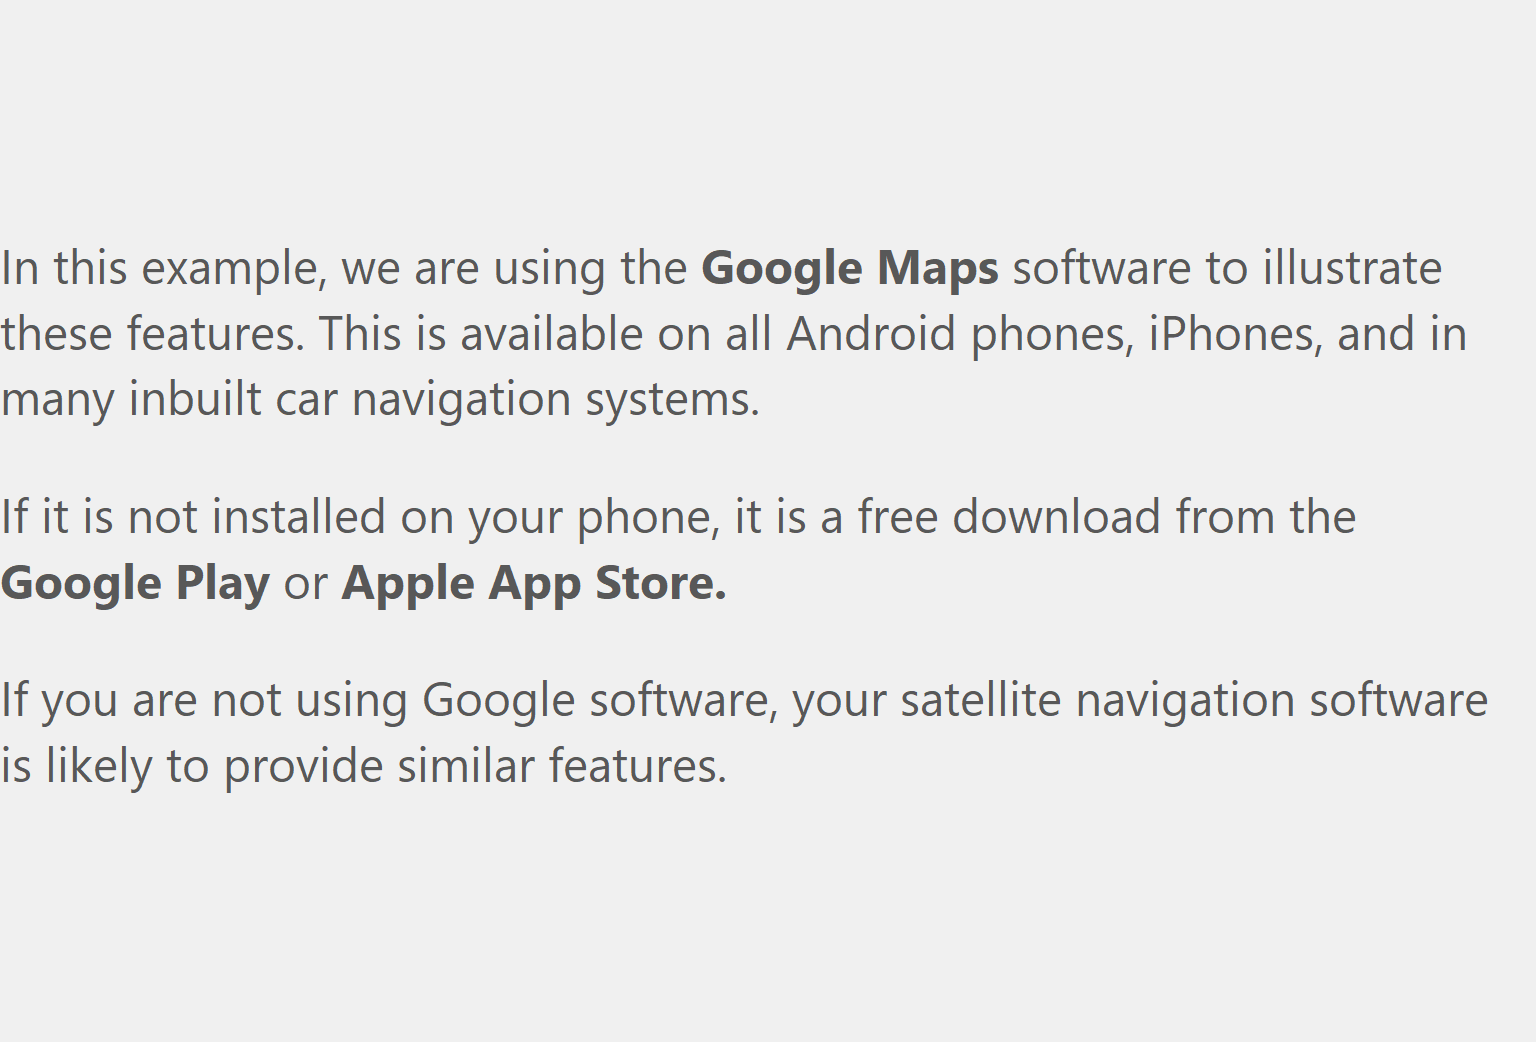 In this example, we are using the Google Maps software to illustrate
these features. This is available on all Android phones, iPhones, and in
many inbuilt car navigation systems.
If it is not installed on your phone, it is a free download from the
Google Play or Apple App Store.
If you are not using Google software, your satellite navigation software
is likely to provide similar features.